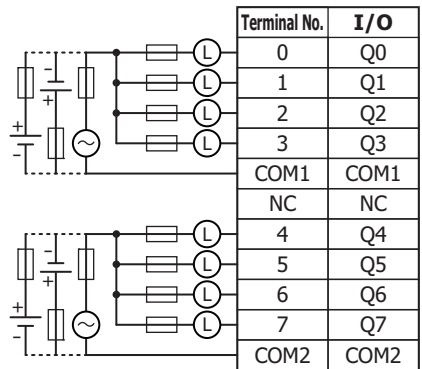 Terminal No. I/O
L 0 Q0
L 1 Q1
L 2 Q2
L 3 Q3
COM1 COM1
NC NC
L 4 Q4
L 5 Q5
L 6 Q6
L 7 Q7
COM2 COM2